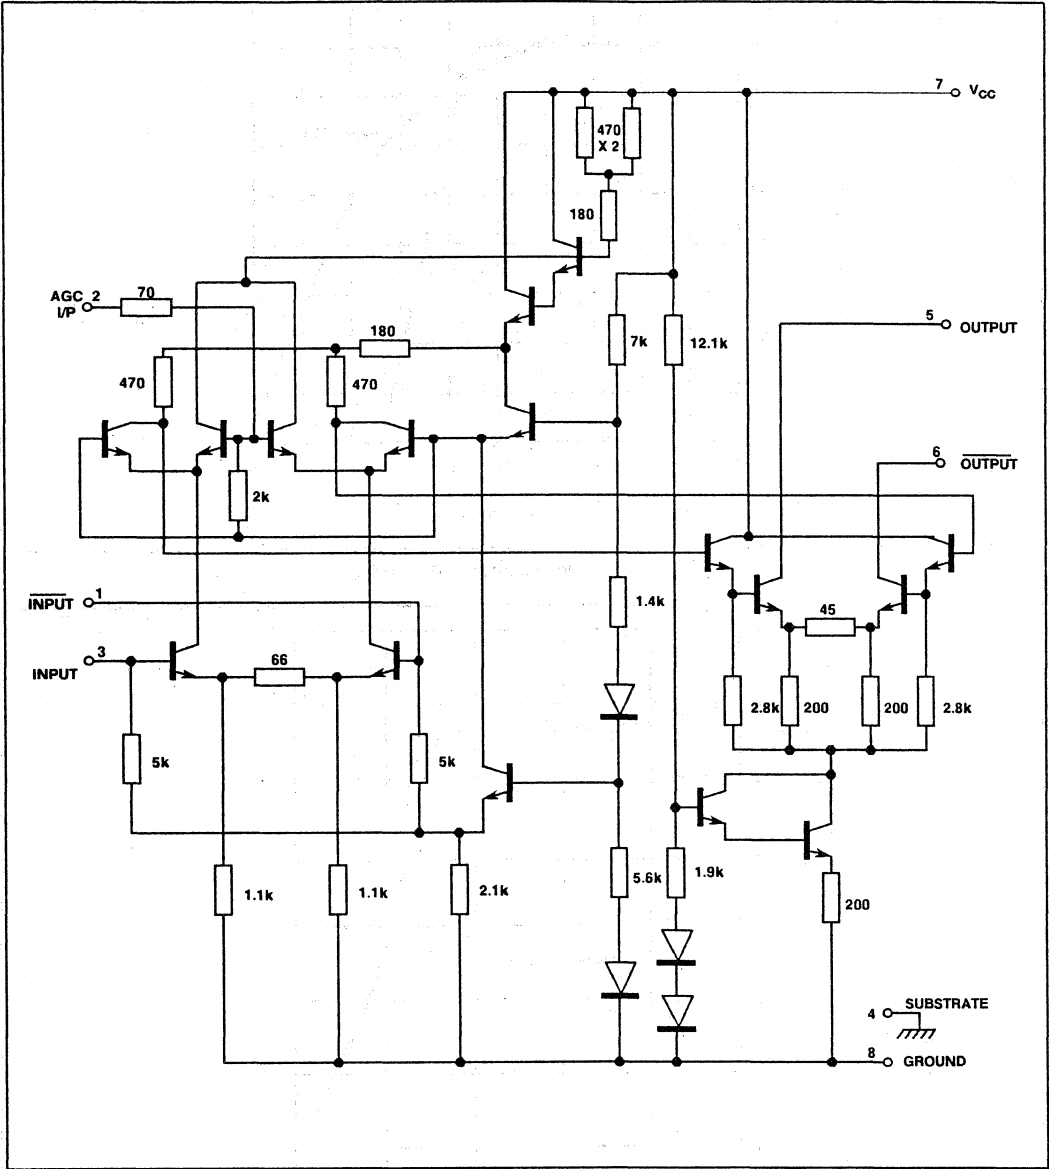 7 VCC
470
X 2
180
AGC 2
I/P
70
180
5 OUTPUT
7k
12.1k
470
470
6 OUTPUT
2k
INPUT 1
1.4k
45
3
INPUT
66
2.8k
200
200
2.8k
5k
5k
1.1k
1.1k
2.1k
5.6k
1.9k
200
SUBSTRATE
4
8
GROUND